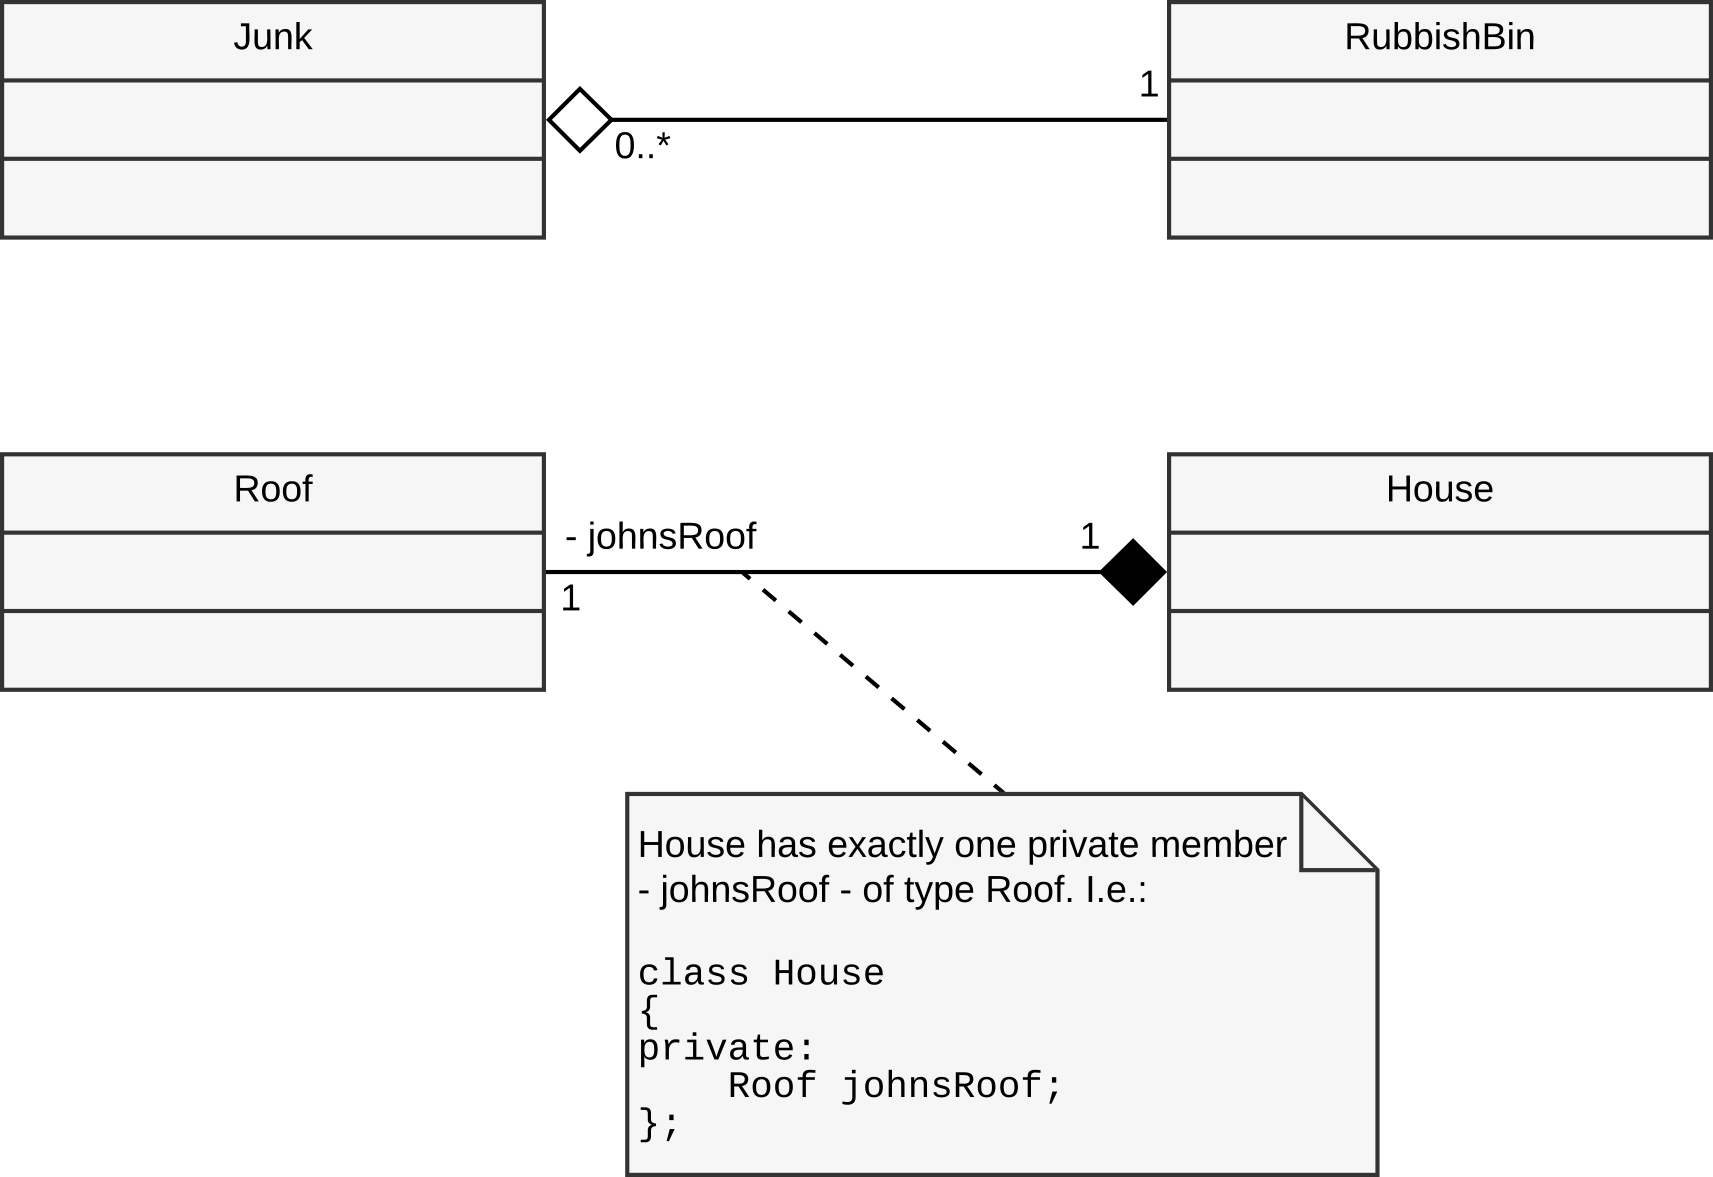 Junk
RubbishBin
1
0..*
Roof
House
- johnsRoof
1
1
House has exactly one private member
- johnsRoof - of type Roof. I.e.:
class House
{
private:
    Roof johnsRoof;
};